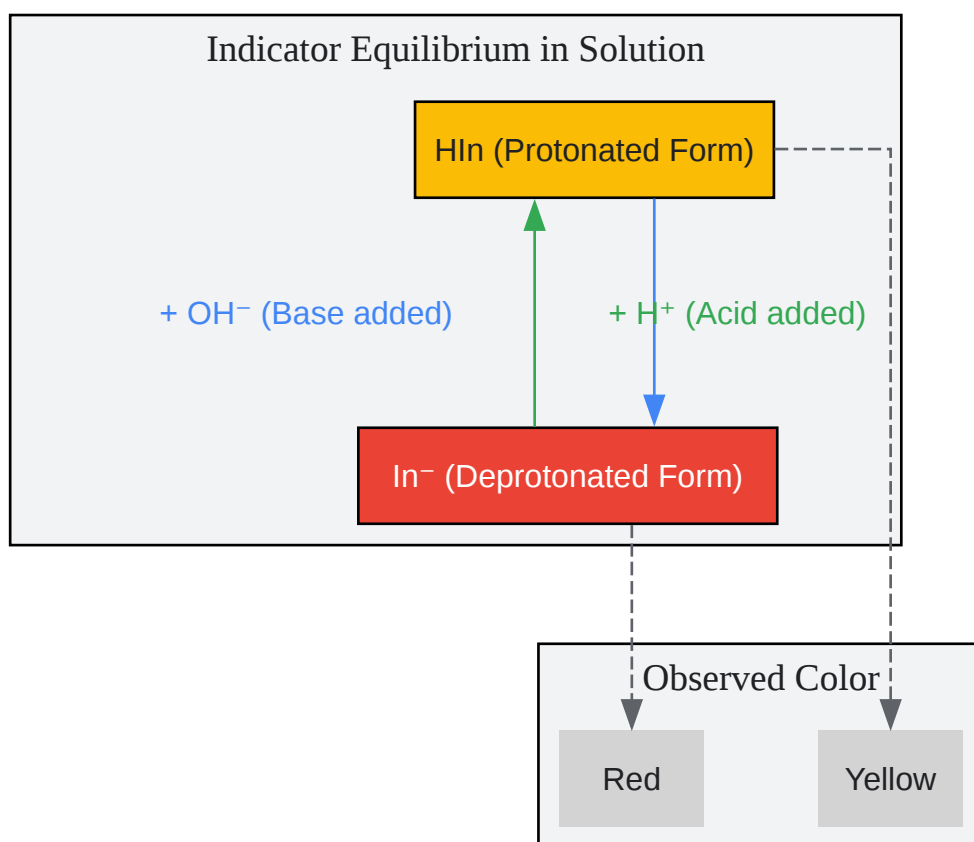 Indicator Equilibrium in Solution
HIn (Protonated Form)
+ OH⁻ (Base added)
+ H⁺ (Acid added)
In⁻ (Deprotonated Form)
Observed Color
Red
Yellow